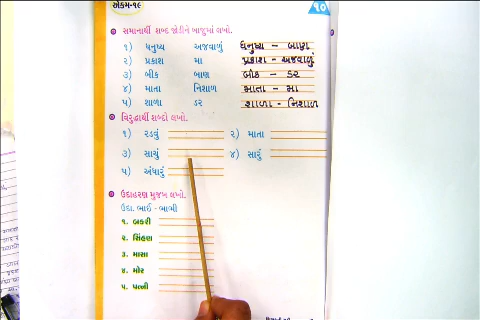 એકમ-૧૯
૧૦
સમાનાર્થી શબ્દ જોડીને બાજુમાં લખો.
૧) ધનુષ્ય અજવાળું ધનુષ્ય - બાણ
૨) પ્રકાશ મા પ્રકાશ - અજવાળું
૩) બીક બાણ બીક - ડર
૪) માતા નિશાળ માતા - મા
૫) શાળા ડર શાળા - નિશાળ
વિરુદ્ધાર્થી શબ્દો લખો.
૧) રડવું ૨) માતા
૩) સાચું ૪) સારું
૫) અંધારું
ઉદાહરણ મુજબ લખો.
ઉદા. ભાઈ - ભાભી
૧. બકરી
૨. સિંહણ
૩. માસા
૪. મોર
૫. પત્ની